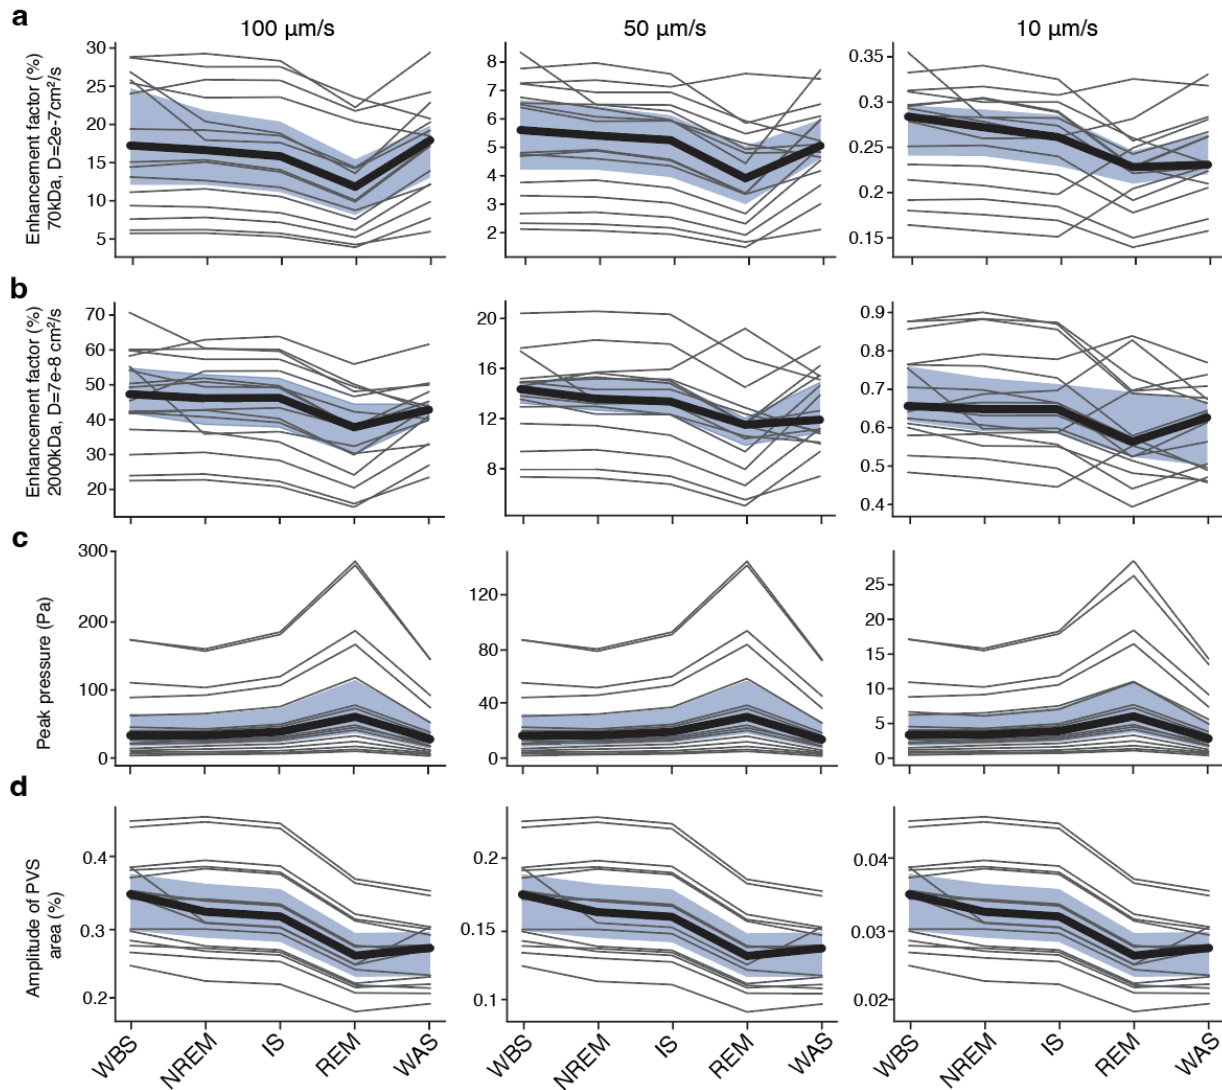 a
100 μm/s
50 μm/s
10 μm/s
Enhancement factor (%)
70kDa, D=2e-7cm²/s
30
25
20
15
10
5
8
7
6
5
4
3
2
0.35
0.3
0.25
0.2
0.15
b
Enhancement factor (%)
2000kDa, D=7e-8 cm²/s
70
60
50
40
30
20
20
16
12
8
0.9
0.8
0.7
0.6
0.5
0.4
c
Peak pressure (Pa)
300
200
100
0
120
80
40
0
25
20
15
10
5
0
d
Amplitude of PVS
area (%)
0.4
0.3
0.2
0.2
0.15
0.1
0.04
0.03
0.02
WBS
NREM
IS
REM
WAS
WBS
NREM
IS
REM
WAS
WBS
NREM
IS
REM
WAS